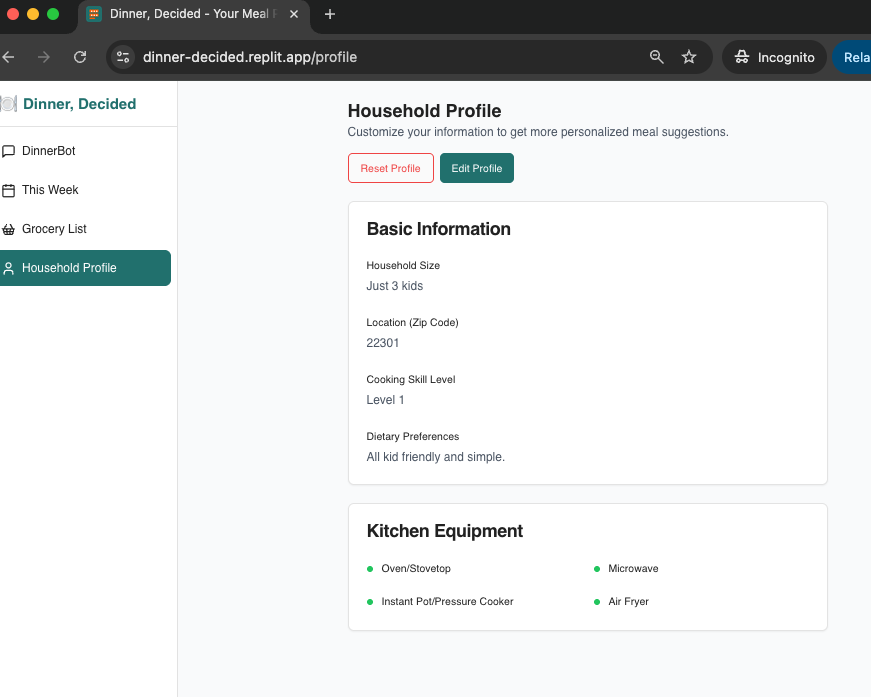 Dinner, Decided - Your Meal
dinner-decided.replit.app/profile
Incognito
Rela
Dinner, Decided
DinnerBot
This Week
Grocery List
Household Profile
Household Profile
Customize your information to get more personalized meal suggestions.
Reset Profile
Edit Profile
Basic Information
Household Size
Just 3 kids
Location (Zip Code)
22301
Cooking Skill Level
Level 1
Dietary Preferences
All kid friendly and simple.
Kitchen Equipment
Oven/Stovetop
Microwave
Instant Pot/Pressure Cooker
Air Fryer